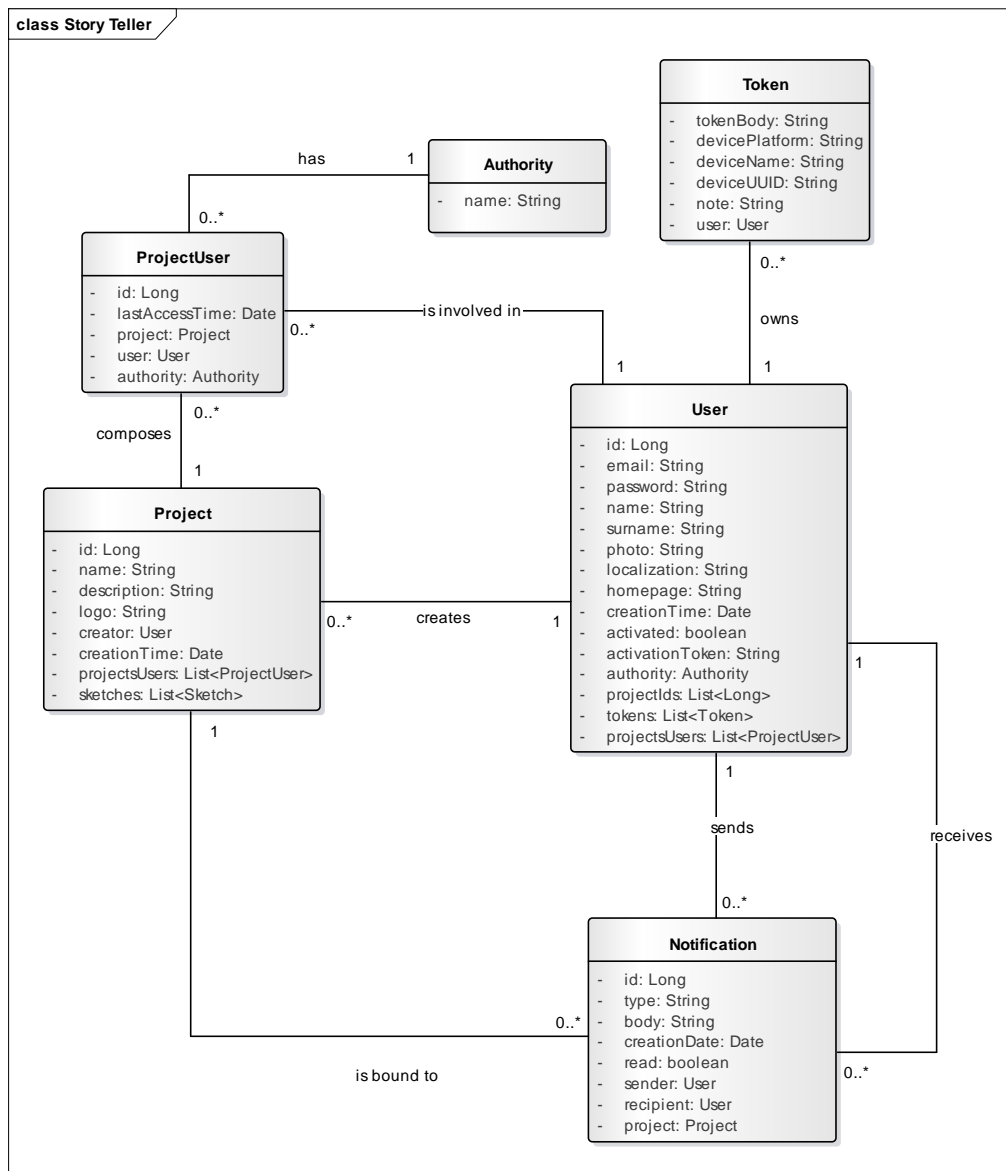 class Story Teller
Token
- tokenBody: String
- devicePlatform: String
- deviceName: String
- deviceUUID: String
- note: String
- user: User
has
1
Authority
- name: String
0..*
0..*
ProjectUser
- id: Long
- lastAccessTime: Date
- project: Project
- user: User
- authority: Authority
is involved in
0..*
owns
1
1
0..*
composes
1
User
- id: Long
- email: String
- password: String
- name: String
- surname: String
- photo: String
- localization: String
- homepage: String
- creationTime: Date
- activated: boolean
- activationToken: String
- authority: Authority
- projectIds: List<Long>
- tokens: List<Token>
- projectsUsers: List<ProjectUser>
Project
- id: Long
- name: String
- description: String
- logo: String
- creator: User
- creationTime: Date
- projectsUsers: List<ProjectUser>
- sketches: List<Sketch>
0..*
creates
1
1
1
1
sends
receives
0..*
Notification
- id: Long
- type: String
- body: String
- creationDate: Date
- read: boolean
- sender: User
- recipient: User
- project: Project
0..*
is bound to
0..*